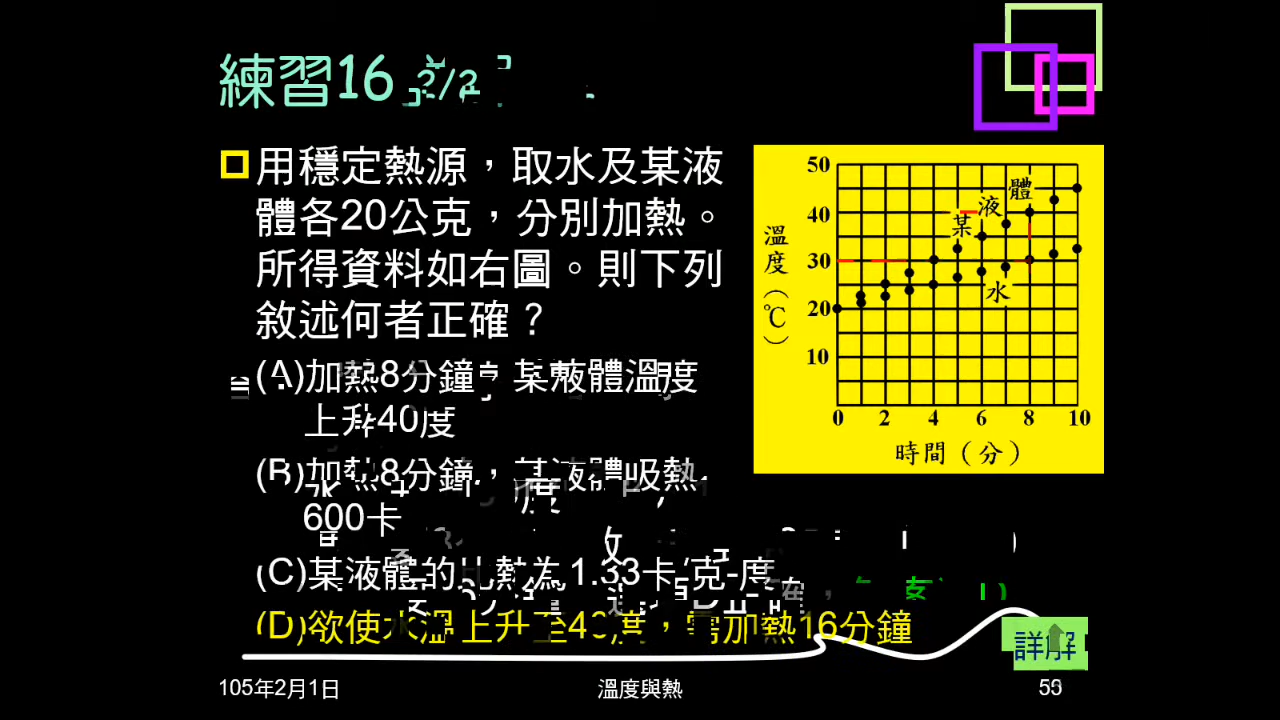 練習16
用穩定熱源，取水及某液
體各20公克，分別加熱。
所得資料如右圖。則下列
敘述何者正確？
(A)加熱8分鐘，某液體溫度
上升40度
(B)加熱8分鐘，某液體吸熱
600卡
(C)某液體的比熱為1.33卡/克-度
(D)欲使水溫上升至40度，需加熱16分鐘
50
40
30
20
10
溫度（℃）
某液體
水
0 2 4 6 8 10
時間（分）
詳解
105年2月1日
溫度與熱